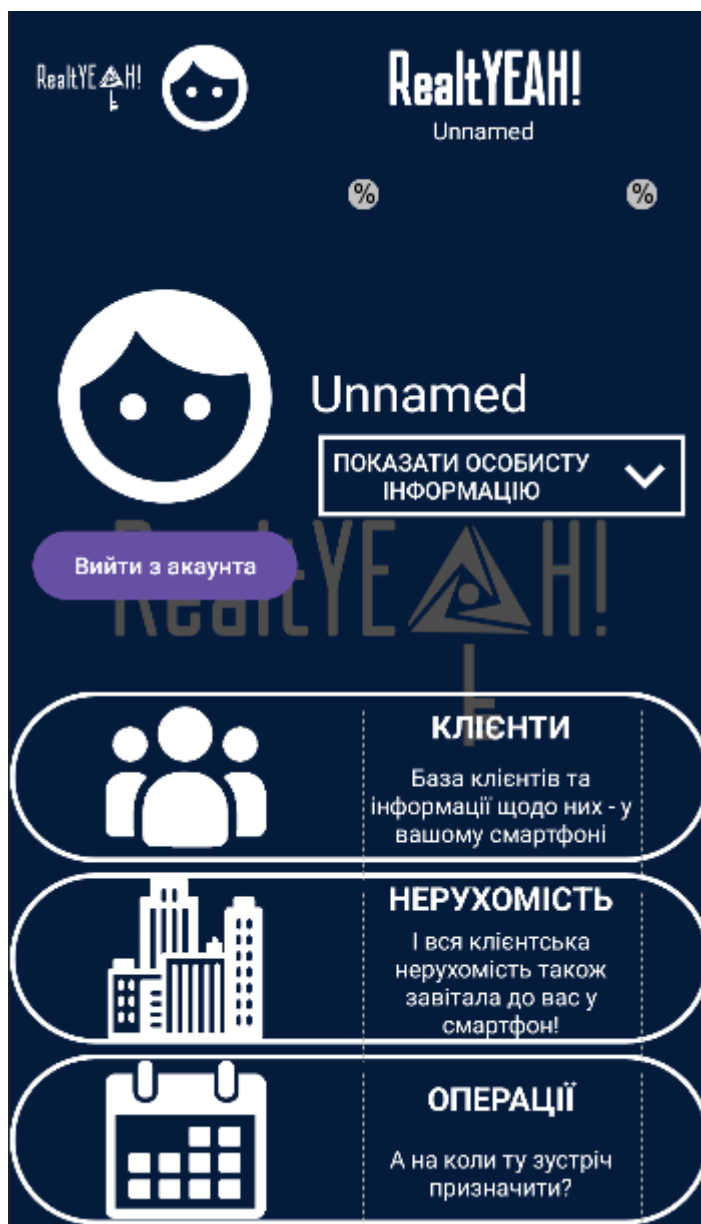 RealtYEAH!
RealtYEAH!
Unnamed
%
%
Unnamed
ПОКАЗАТИ ОСОБИСТУ
ІНФОРМАЦІЮ
Вийти з акаунта
RealtYEAH!
КЛІЄНТИ
База клієнтів та
інформації щодо них - у
вашому смартфоні
НЕРУХОМІСТЬ
І вся клієнтська
нерухомість також
завітала до вас у
смартфон!
ОПЕРАЦІЇ
А на коли ту зустріч
призначити?